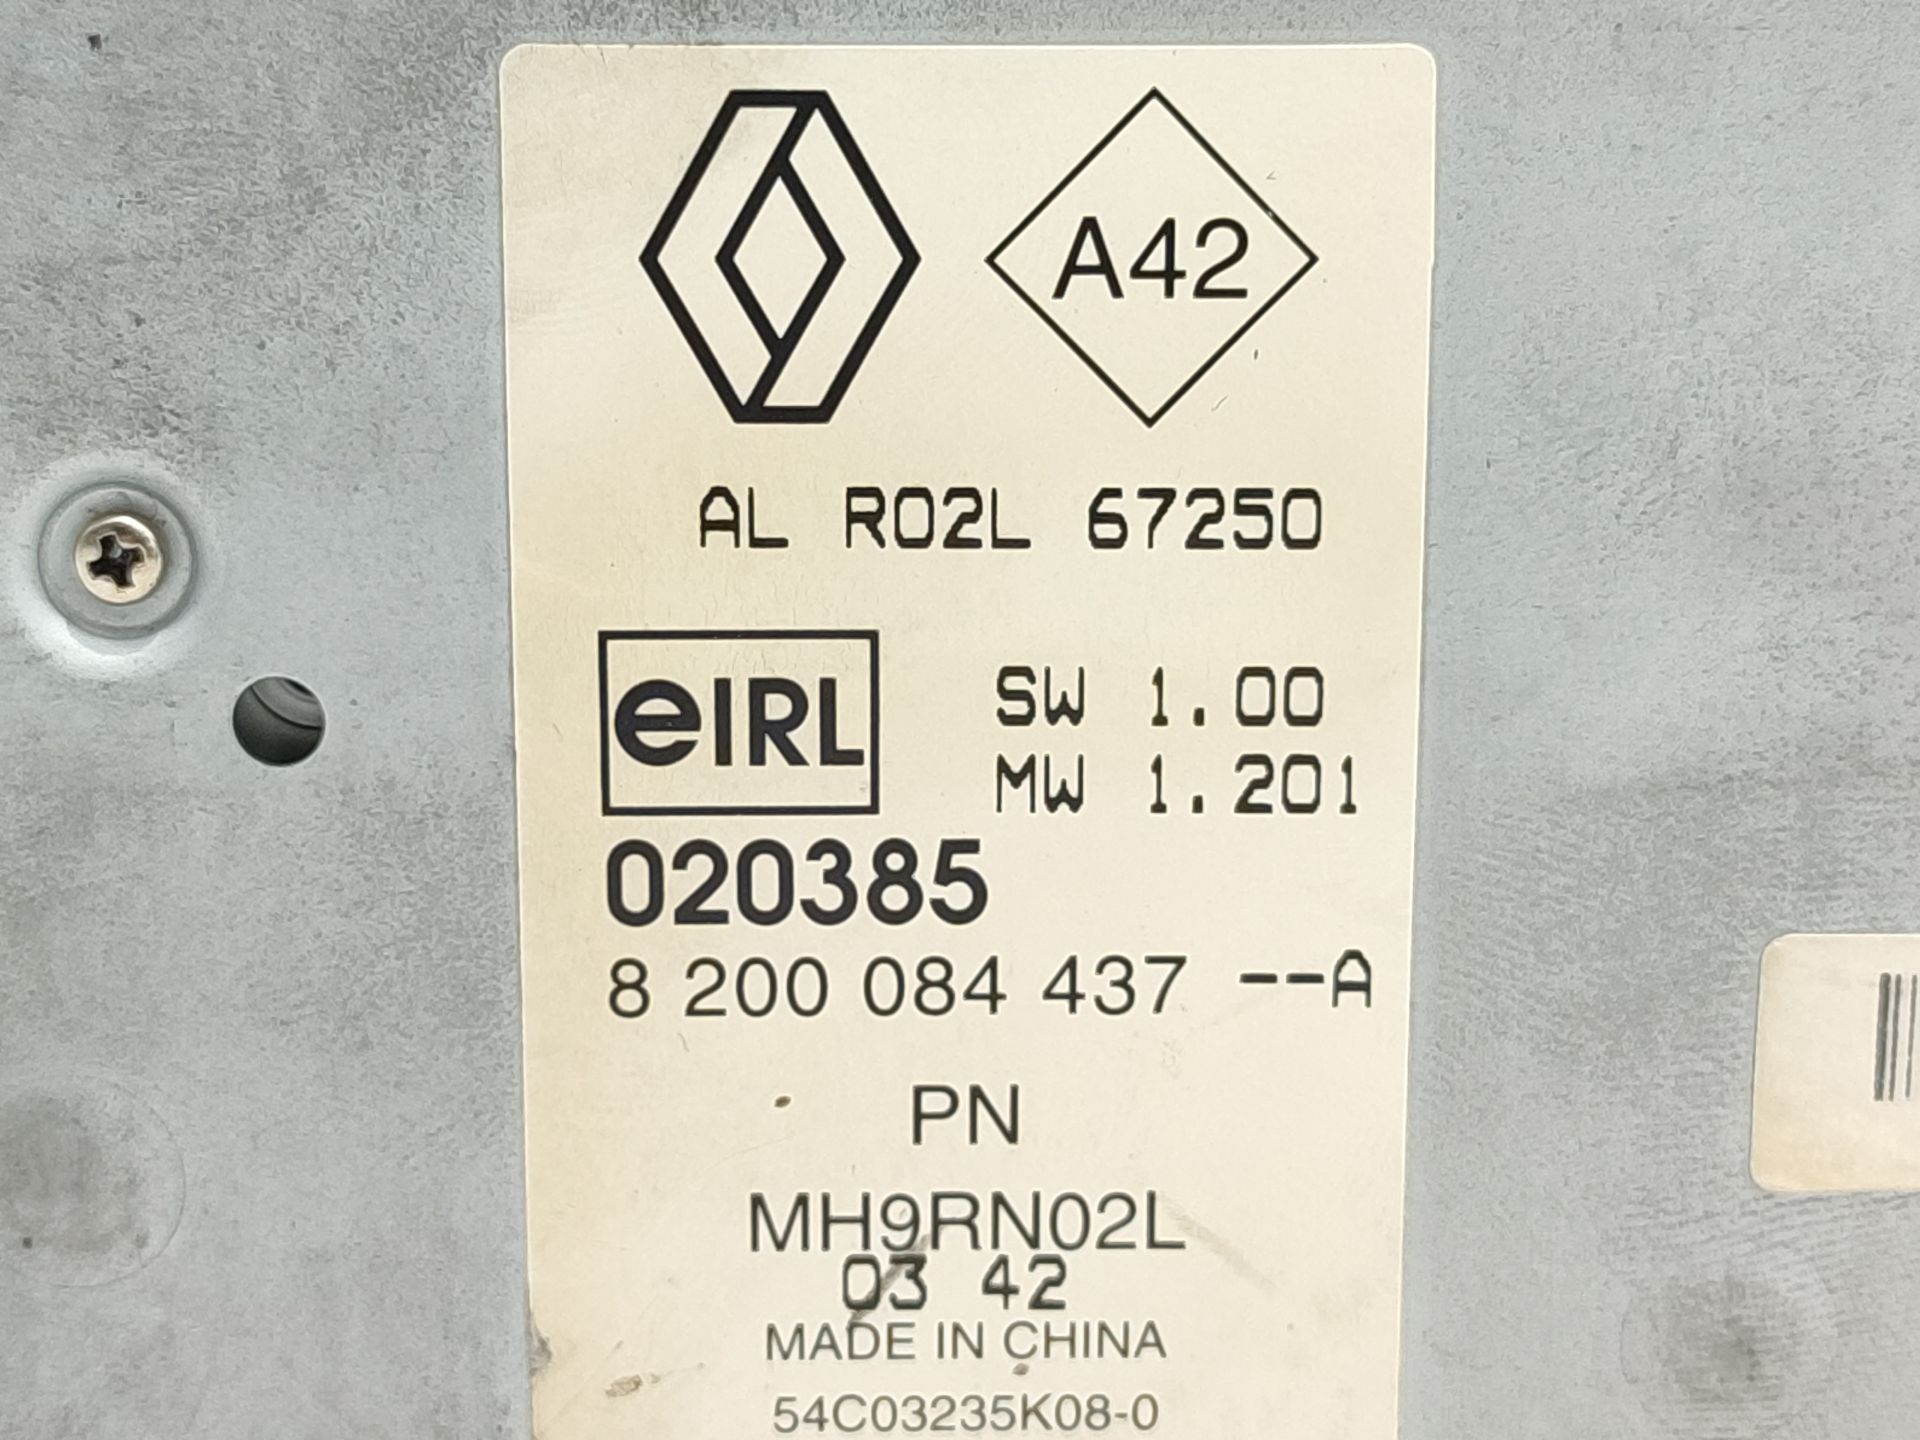 A42
AL R02L 67250
eIRL
SW 1.00
MW 1.201
020385
8 200 084 437 --A
PN
MH9RN02L
03 42
MADE IN CHINA
54C03235K08-0